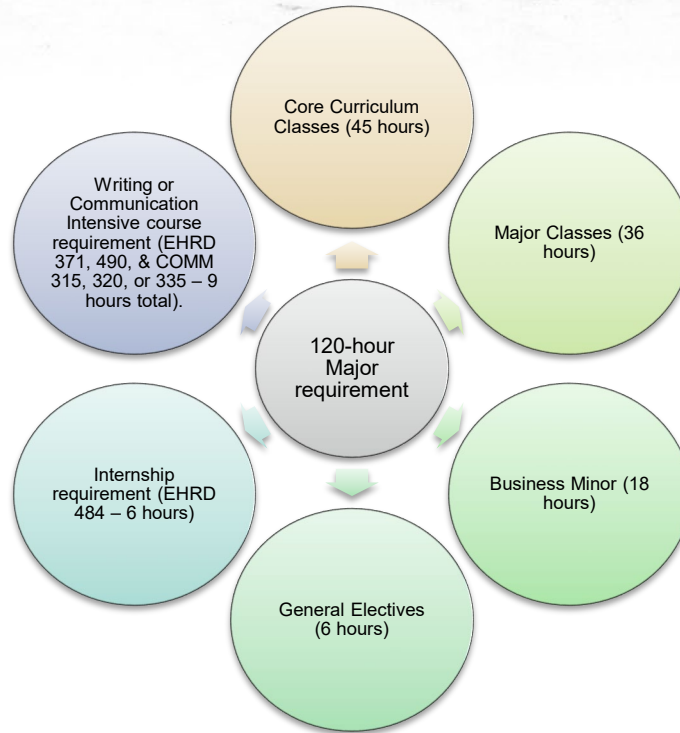 Core Curriculum
Classes (45 hours)
Major Classes (36
hours)
Business Minor (18
hours)
General Electives
(6 hours)
Internship
requirement (EHRD
484 – 6 hours)
Writing or
Communication
Intensive course
requirement (EHRD
371, 490, & COMM
315, 320, or 335 – 9
hours total).
120-hour
Major
requirement